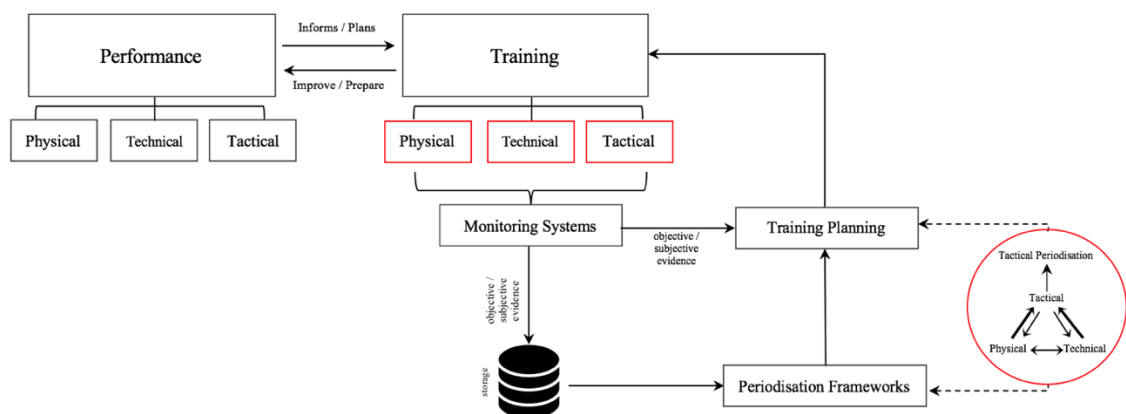 Performance
Informs / Plans
Improve / Prepare
Training
Physical
Technical
Tactical
Physical
Technical
Tactical
Monitoring Systems
objective /
subjective
evidence
Training Planning
objective /
subjective
evidence
storage
Periodisation Frameworks
Tactical Periodisation
Tactical
Physical
Technical